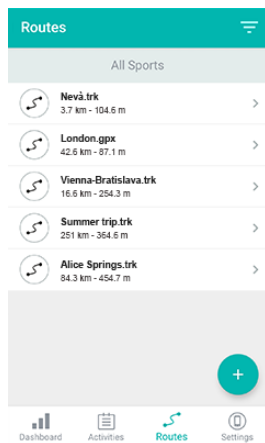 Routes
All Sports
Nevà.trk
3.7 km - 104.6 m
London.gpx
42.6 km - 87.1 m
Vienna-Bratislava.trk
16.6 km - 254.3 m
Summer trip.trk
251 km - 364.6 m
Alice Springs.trk
84.3 km - 454.7 m
+
Dashboard Activities Routes Settings